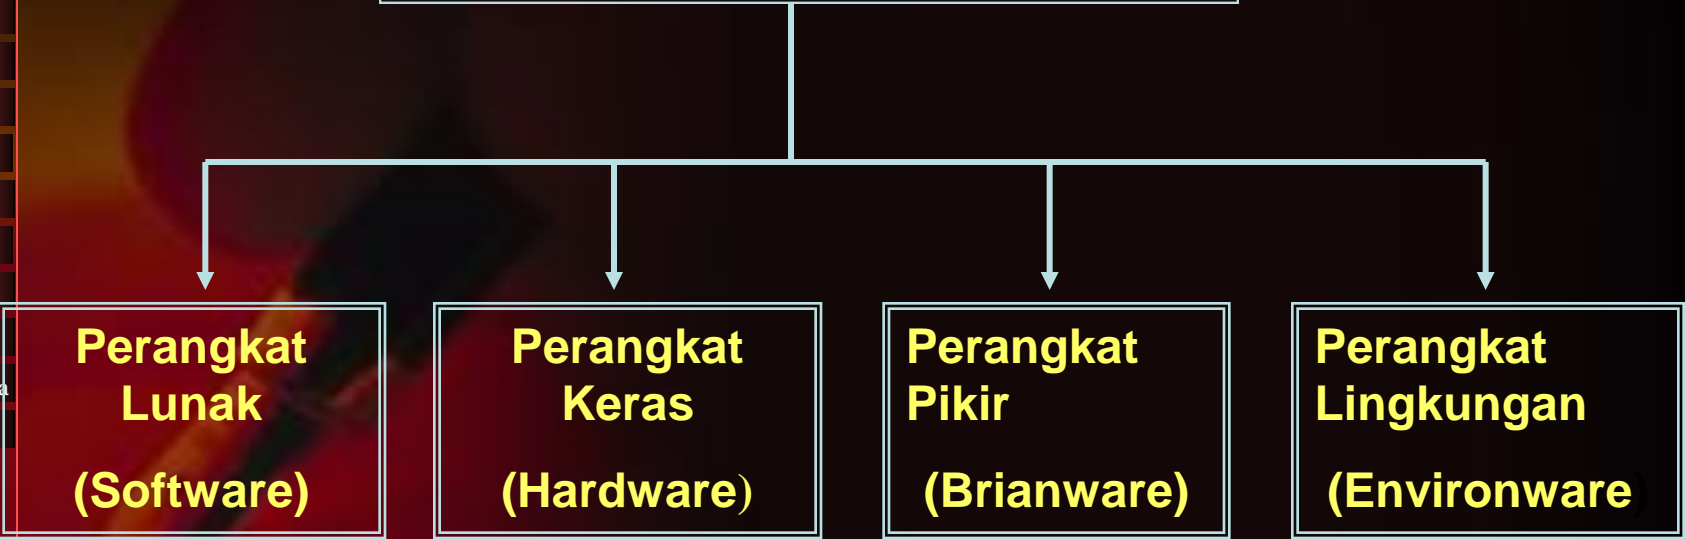 Perangkat
Lunak
(Software)
Perangkat
Keras
(Hardware)
Perangkat
Pikir
(Brianware)
Perangkat
Lingkungan
(Environware)
a